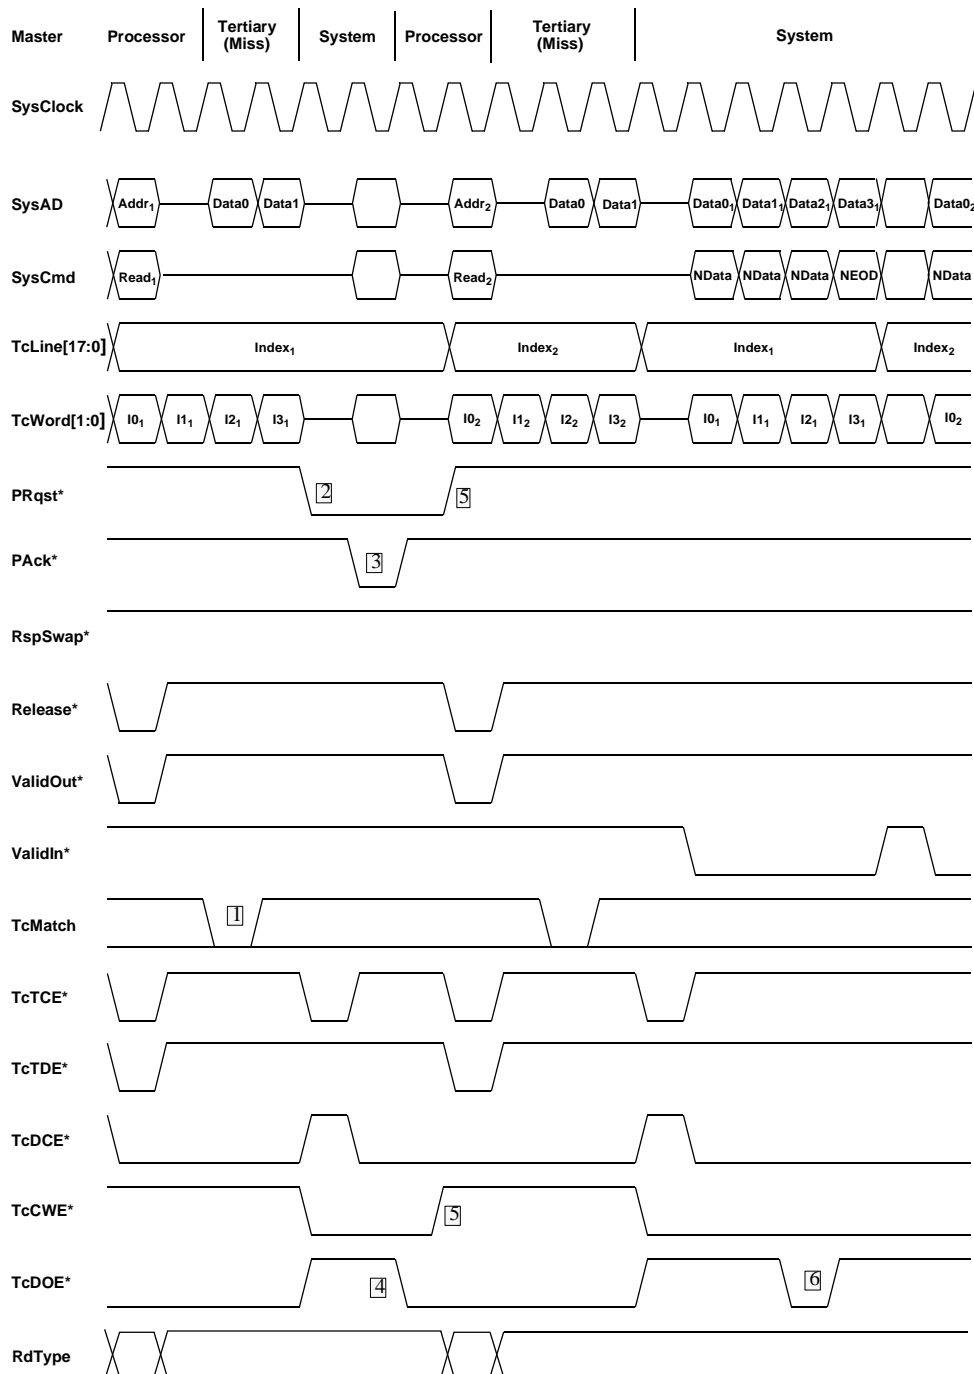 Master Processor Tertiary (Miss) System Processor Tertiary (Miss) System
SysClock
SysAD Addr1 Data0 Data1 Addr2 Data0 Data1 Data01 Data11 Data21 Data31 Data02
SysCmd Read1 Read2 NData NData NData NEOD NData
TcLine[17:0] Index1 Index2 Index1 Index2
TcWord[1:0] I01 I11 I21 I31 I02 I12 I22 I32 I01 I11 I21 I31 I02
PRqst* 2 5
PAck* 3
RspSwap*
Release*
ValidOut*
ValidIn*
TcMatch 1
TcTCE*
TcTDE*
TcDCE*
TcCWE* 5
TcDOE* 4 6
RdType